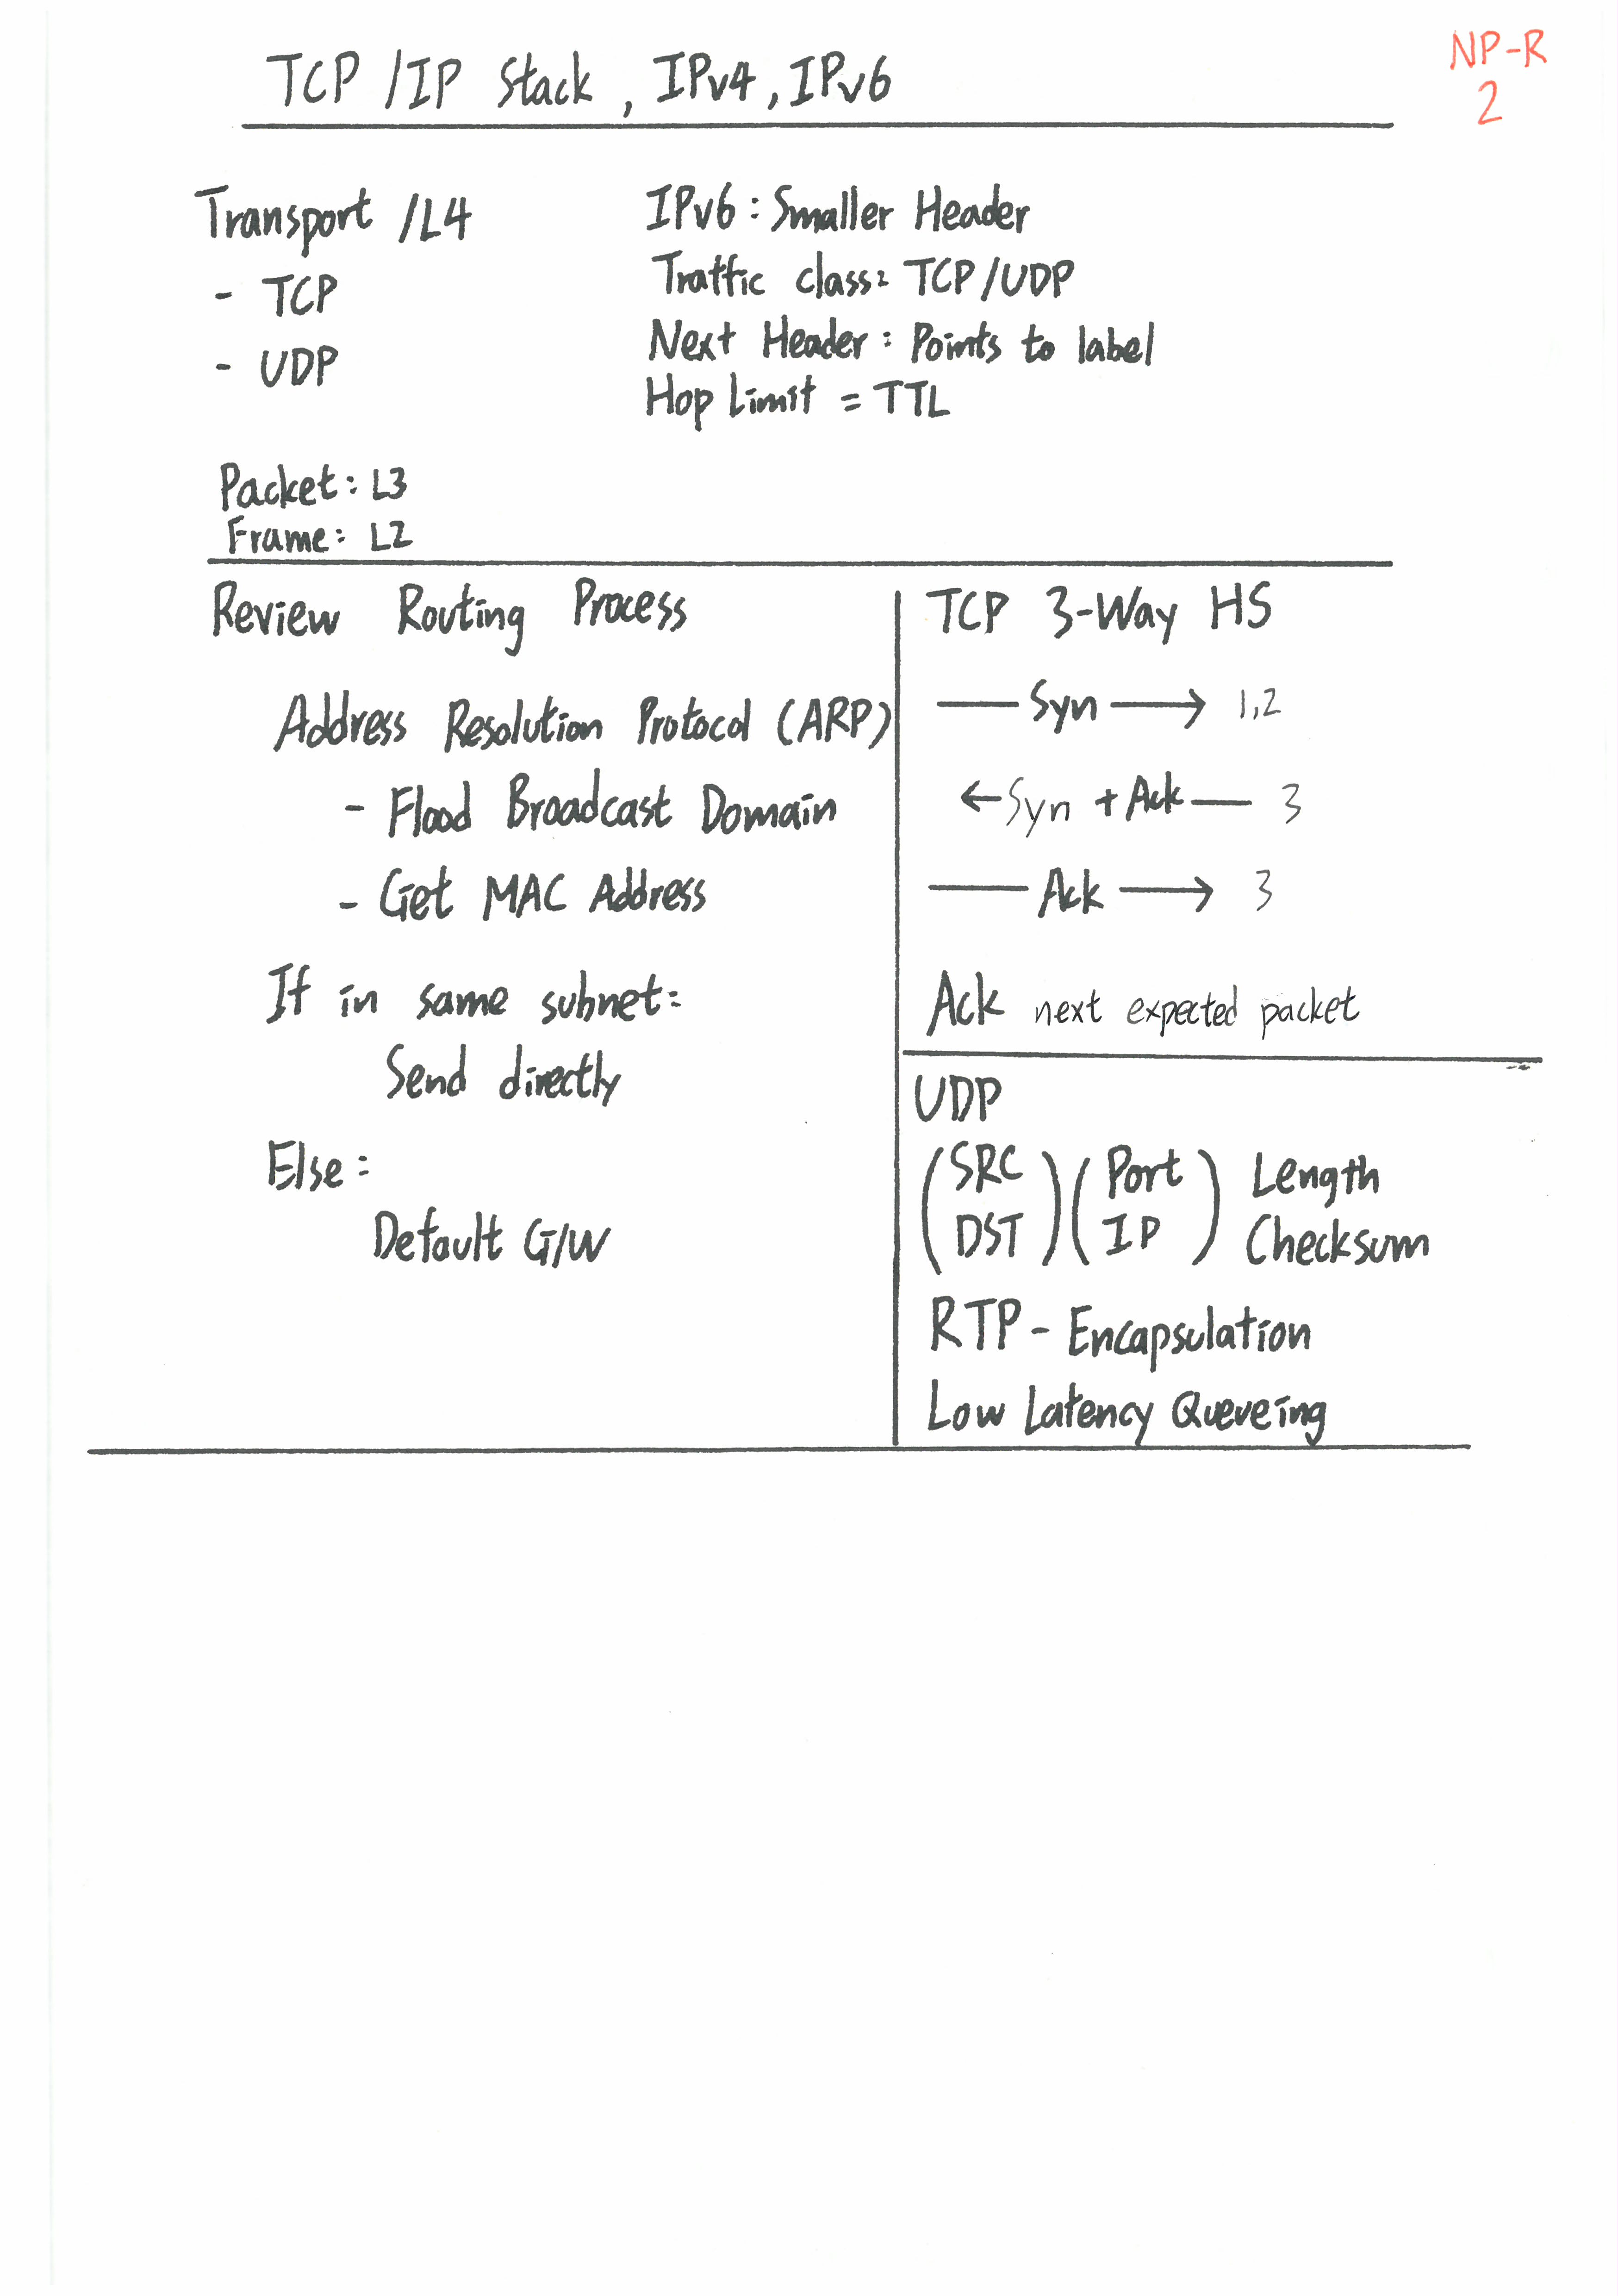 TCP /IP Stack, IPv4, IPv6
NP-R
2
Transport /L4
- TCP
- UDP
IPv6: Smaller Header
Traffic class: TCP/UDP
Next Header: Points to label
Hop Limit = TTL
Packet: L3
Frame: L2
Review Routing Process
Address Resolution Protocol (ARP)
- Flood Broadcast Domain
- Get MAC Address
If in same subnet:
Send directly
Else:
Default G/W
TCP 3-Way HS
— Syn → 1,2
← Syn + Ack — 3
— Ack → 3
Ack next expected packet
UDP
(SRC (Port Length
DST) IP) Checksum
RTP - Encapsulation
Low Latency Queueing